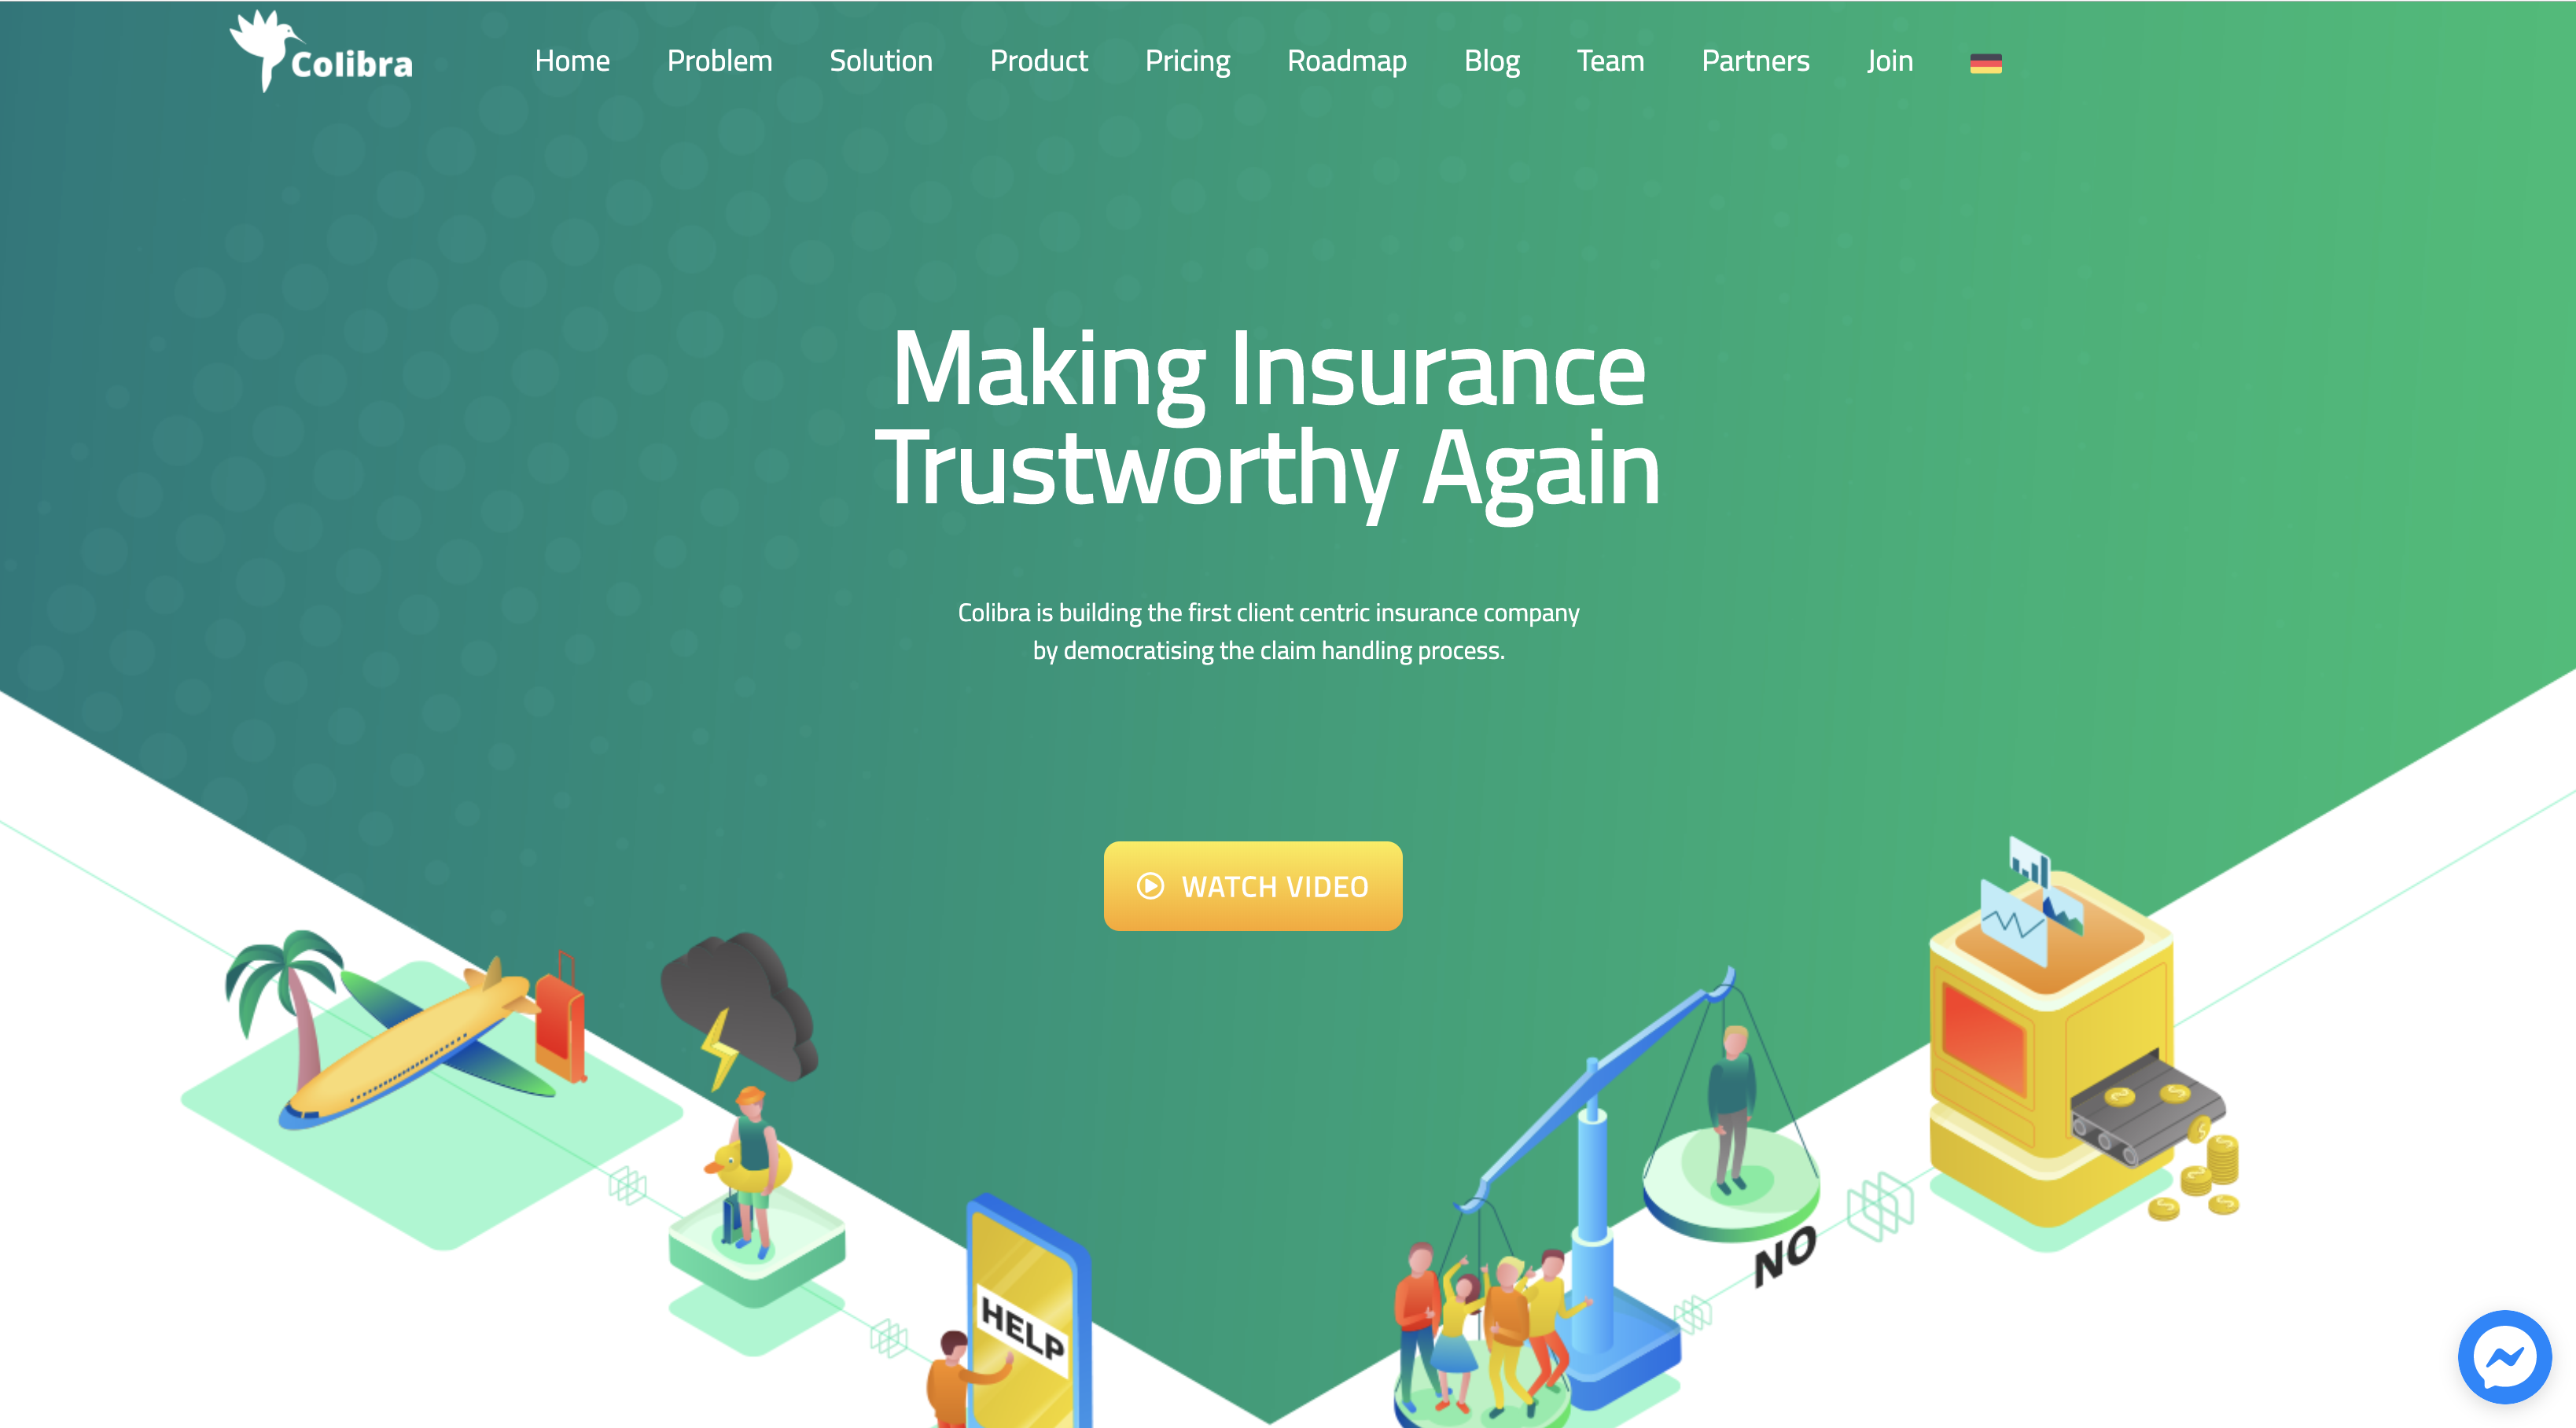 Colibra
Home Problem Solution Product Pricing Roadmap Blog Team Partners Join
Making Insurance
Trustworthy Again
Colibra is building the first client centric insurance company
by democratising the claim handling process.
WATCH VIDEO
HELP
NO